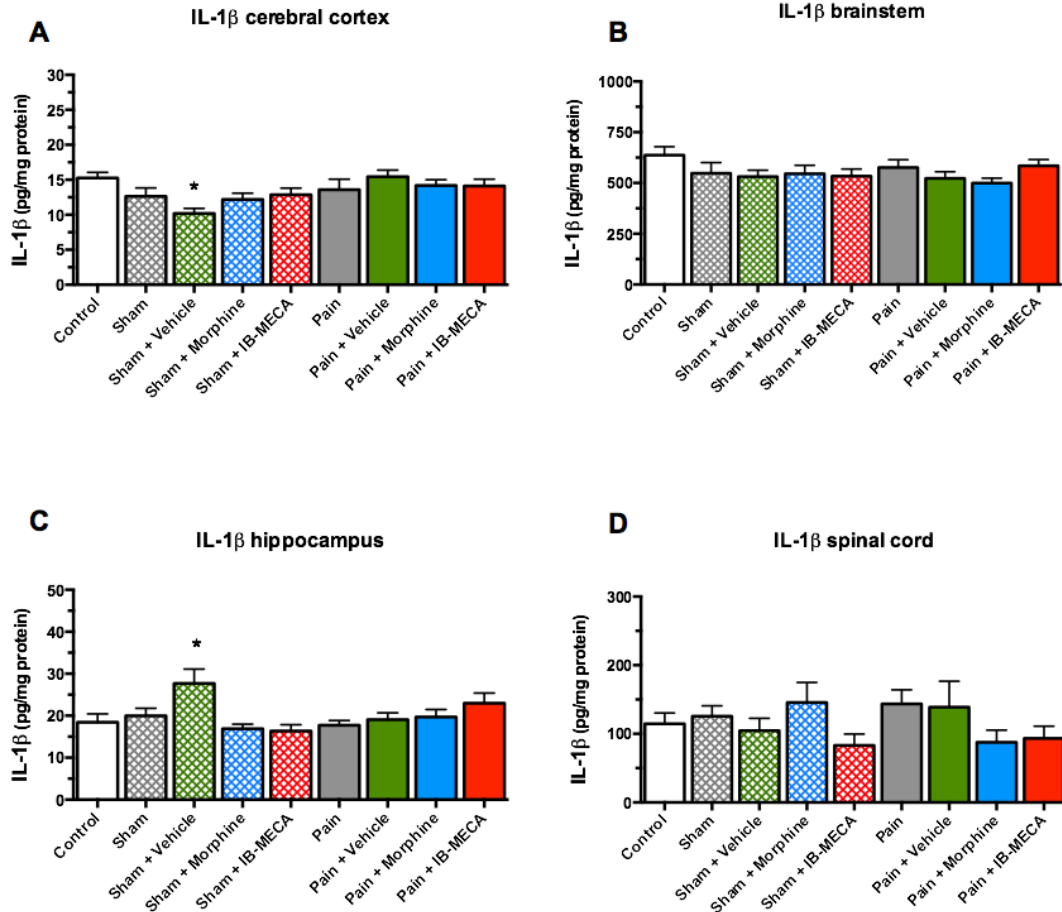 A
IL-1β cerebral cortex
IL-1β (pg/mg protein)
30
25
20
15
10
5
0
*
Control
Sham
Sham + Vehicle
Sham + Morphine
Sham + IB-MECA
Pain
Pain + Vehicle
Pain + Morphine
Pain + IB-MECA
B
IL-1β brainstem
IL-1β (pg/mg protein)
1000
750
500
250
0
Control
Sham
Sham + Vehicle
Sham + Morphine
Sham + IB-MECA
Pain
Pain + Vehicle
Pain + Morphine
Pain + IB-MECA
C
IL-1β hippocampus
IL-1β (pg/mg protein)
50
40
30
20
10
0
*
Control
Sham
Sham + Vehicle
Sham + Morphine
Sham + IB-MECA
Pain
Pain + Vehicle
Pain + Morphine
Pain + IB-MECA
D
IL-1β spinal cord
IL-1β (pg/mg protein)
300
200
100
0
Control
Sham
Sham + Vehicle
Sham + Morphine
Sham + IB-MECA
Pain
Pain + Vehicle
Pain + Morphine
Pain + IB-MECA